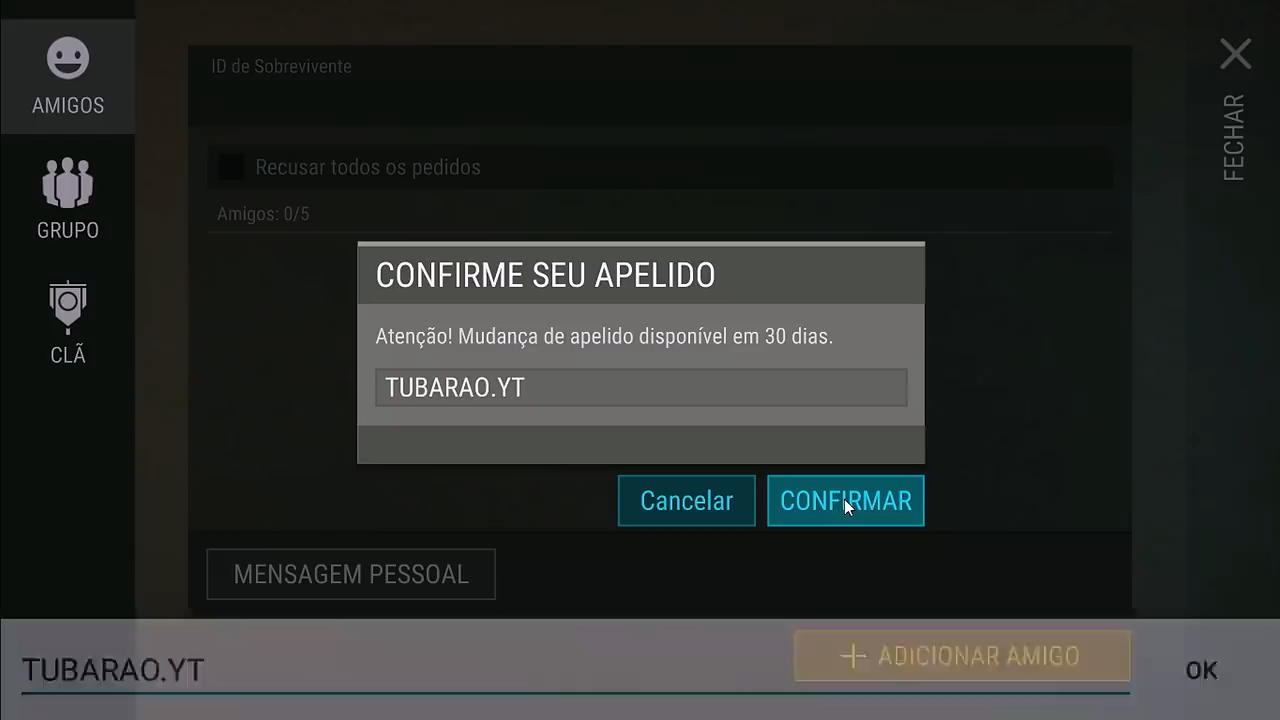 AMIGOS
GRUPO
CLÃ
ID de Sobrevivente
Recusar todos os pedidos
Amigos: 0/5
CONFIRME SEU APELIDO
Atenção! Mudança de apelido disponível em 30 dias.
TUBARAO.YT
Cancelar
CONFIRMAR
MENSAGEM PESSOAL
FECHAR
TUBARAO.YT
ADICIONAR AMIGO
OK